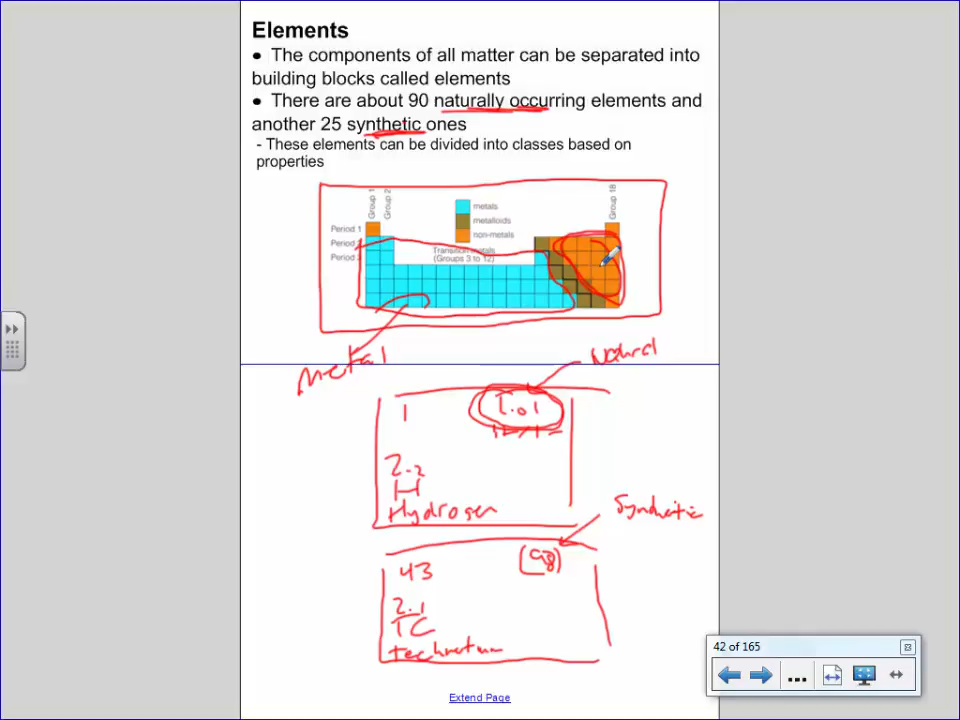 Elements
● The components of all matter can be separated into
building blocks called elements
● There are about 90 naturally occurring elements and
another 25 synthetic ones
- These elements can be divided into classes based on
properties
Group 1
Group 2
Group 18
metals
metalloids
non-metals
Period 1
Period 2
Period
Transition metals
(Groups 3 to 12)
Metal
Natural
1
1.01
2.2
H
Hydrogen
Synthetic
43
(98)
2.1
TC
technetium
42 of 165
...
Extend Page